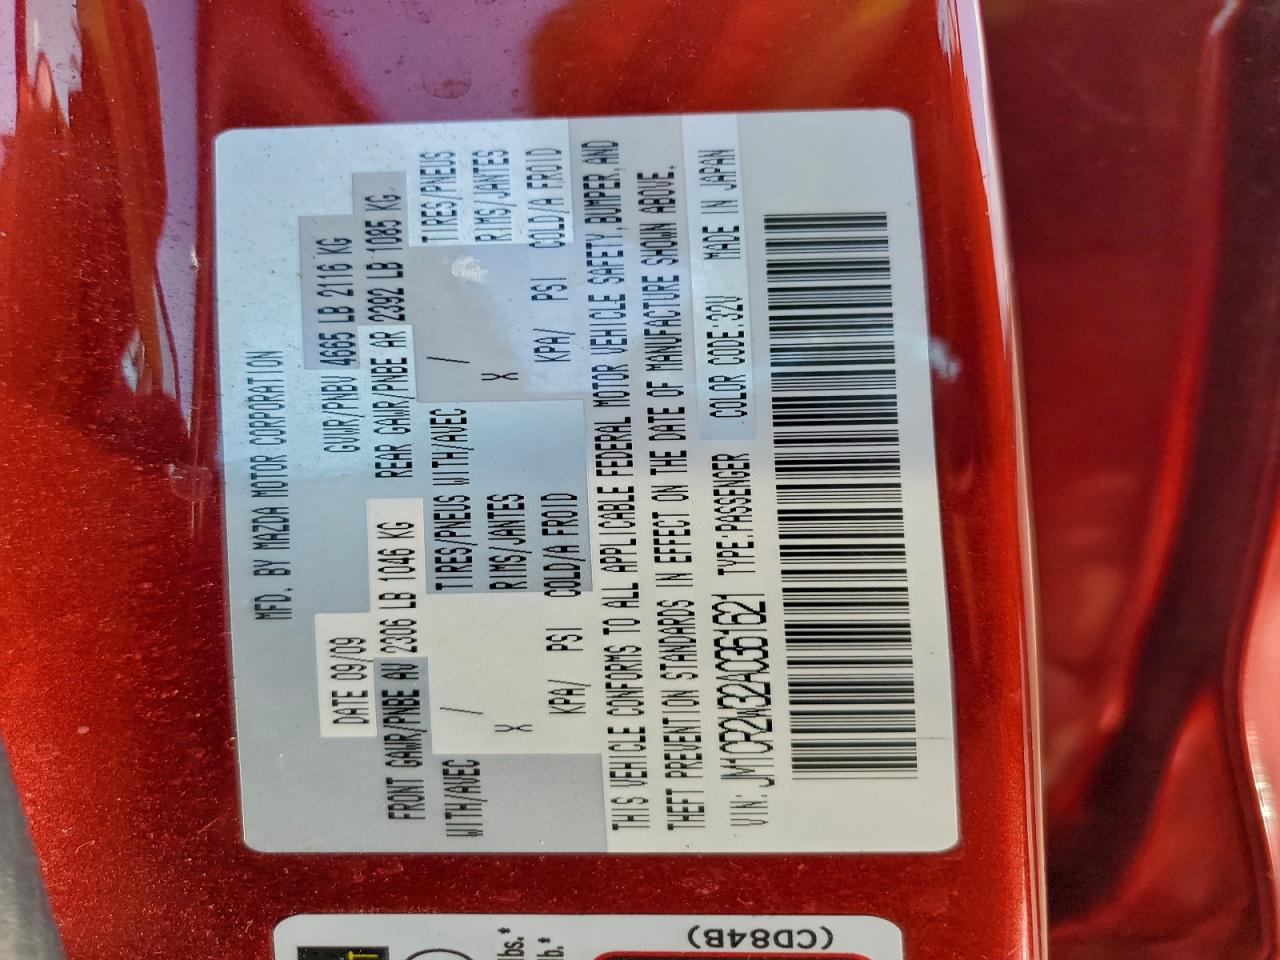 MFD. BY MAZDA MOTOR CORPORATION
DATE 09/09 GVWR/PNBV 4665 LB 2116 KG
FRONT GAWR/PNBE AV 2306 LB 1046 KG REAR GAWR/PNBE AR 2392 LB 1085 KG
WITH/AVEC / TIRES/PNEUS WITH/AVEC / TIRES/PNEUS
X RIMS/JANTES X RIMS/JANTES
KPA/ PSI COLD/A FROID KPA/ PSI COLD/A FROID
THIS VEHICLE CONFORMS TO ALL APPLICABLE FEDERAL MOTOR VEHICLE SAFETY, BUMPER, AND
THEFT PREVENTION STANDARDS IN EFFECT ON THE DATE OF MANUFACTURE SHOWN ABOVE.
VIN: JM1CR2W32A0361621 TYPE:PASSENGER COLOR CODE:32V MADE IN JAPAN
lbs.*
lb.*
(CD84B)